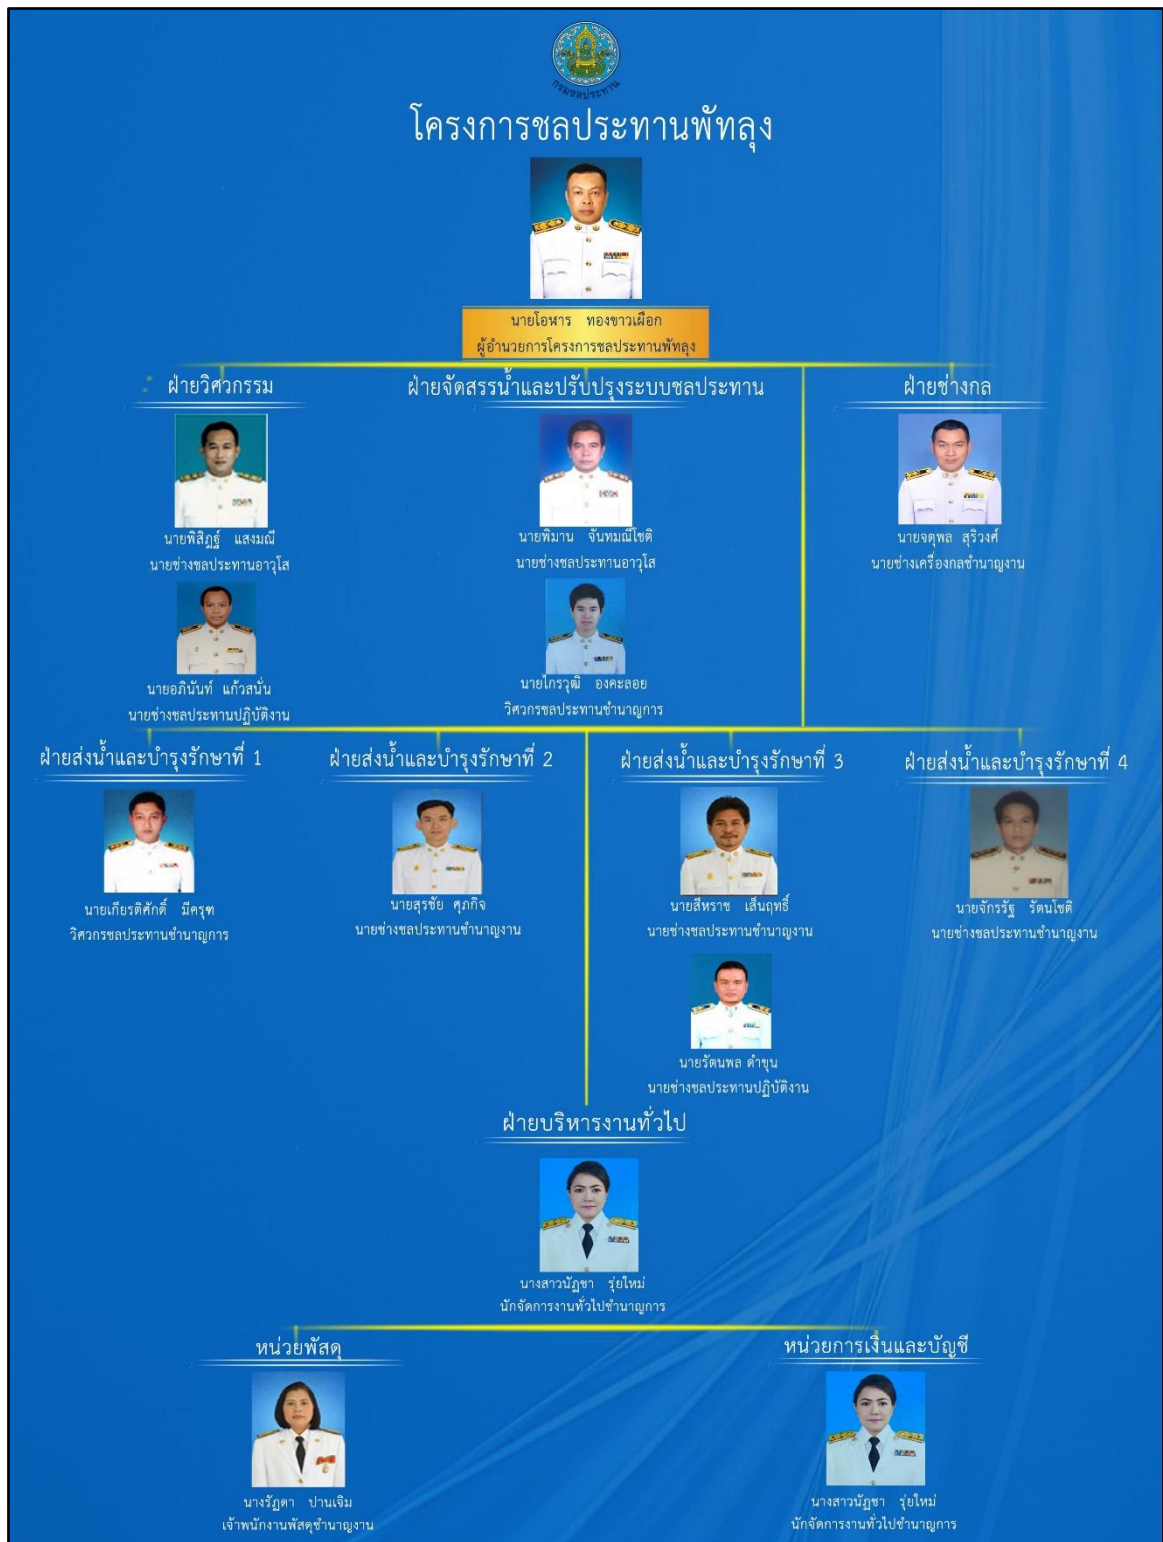 กรมชลประทาน
โครงการชลประทานพัทลุง
นายโอฬาร ทองขาวเผือก
ผู้อำนวยการโครงการชลประทานพัทลุง
ฝ่ายวิศวกรรม
ฝ่ายจัดสรรน้ำและปรับปรุงระบบชลประทาน
ฝ่ายช่างกล
นายพิสิฏฐ์ แสงมณี
นายช่างชลประทานอาวุโส
นายพิมาน จันทมณีโชติ
นายช่างชลประทานอาวุโส
นายจตุพล สุริวงศ์
นายช่างเครื่องกลชำนาญงาน
นายอภินันท์ แก้วสนั่น
นายช่างชลประทานปฏิบัติงาน
นายไกรวุฒิ องคะลอย
วิศวกรชลประทานชำนาญการ
ฝ่ายส่งน้ำและบำรุงรักษาที่ 1
ฝ่ายส่งน้ำและบำรุงรักษาที่ 2
ฝ่ายส่งน้ำและบำรุงรักษาที่ 3
ฝ่ายส่งน้ำและบำรุงรักษาที่ 4
นายเกียรติศักดิ์ มีครุฑ
วิศวกรชลประทานชำนาญการ
นายสุรชัย ศุภกิจ
นายช่างชลประทานชำนาญงาน
นายสีหราช เส็นฤทธิ์
นายช่างชลประทานชำนาญงาน
นายจักรรัฐ รัตนโชติ
นายช่างชลประทานชำนาญงาน
นายรัตนพล ดำขุน
นายช่างชลประทานปฏิบัติงาน
ฝ่ายบริหารงานทั่วไป
นางสาวนัฏชา รุ่ยใหม่
นักจัดการงานทั่วไปชำนาญการ
หน่วยพัสดุ
หน่วยการเงินและบัญชี
นางรัฏดา ปานเจิม
เจ้าพนักงานพัสดุชำนาญงาน
นางสาวนัฏชา รุ่ยใหม่
นักจัดการงานทั่วไปชำนาญการ